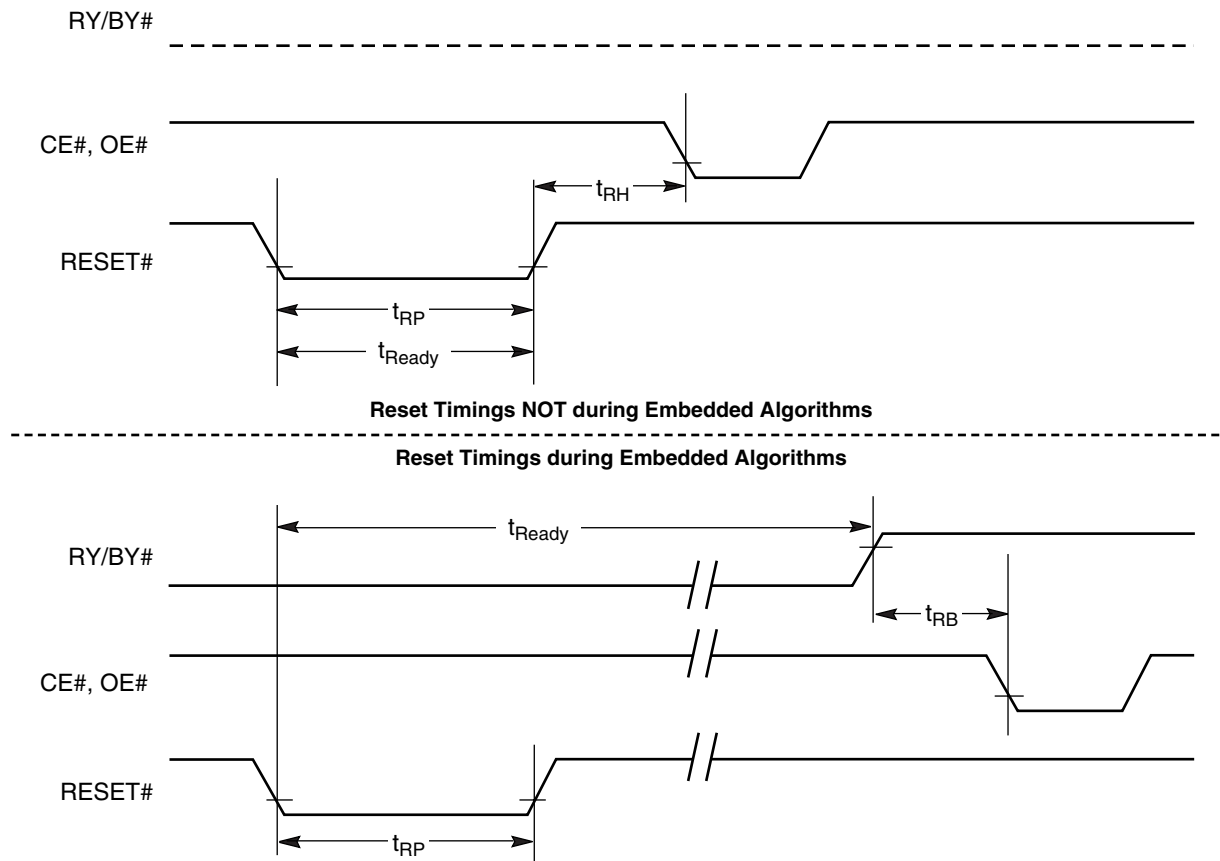 RY/BY#
CE#, OE#
tRH
RESET#
tRP
tReady
Reset Timings NOT during Embedded Algorithms
Reset Timings during Embedded Algorithms
tReady
RY/BY#
tRB
CE#, OE#
RESET#
tRP